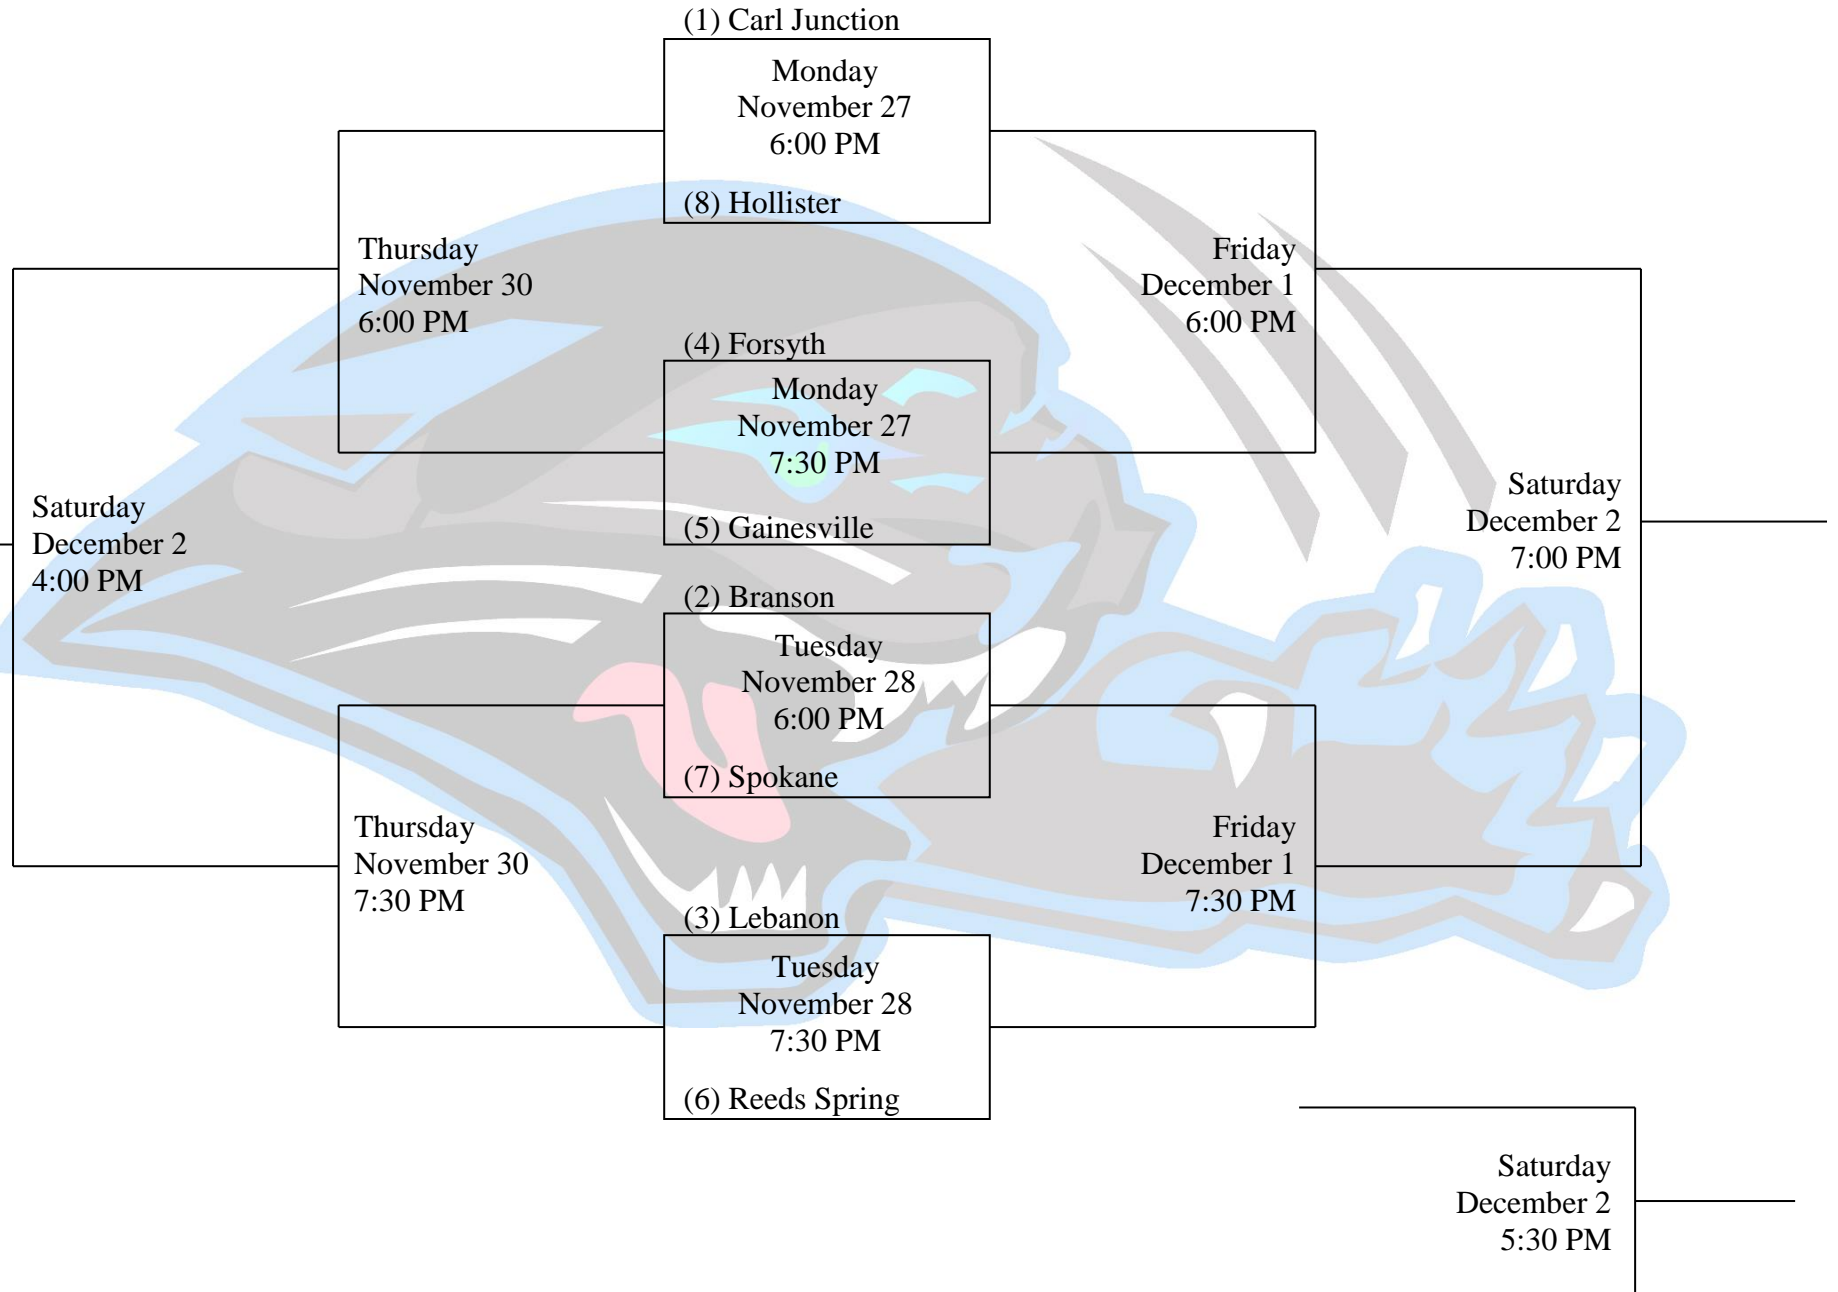 (1) Carl Junction
Monday
November 27
6:00 PM
(8) Hollister
Thursday
November 30
6:00 PM
Friday
December 1
6:00 PM
(4) Forsyth
Monday
November 27
7:30 PM
(5) Gainesville
Saturday
December 2
4:00 PM
Saturday
December 2
7:00 PM
(2) Branson
Tuesday
November 28
6:00 PM
(7) Spokane
Thursday
November 30
7:30 PM
Friday
December 1
7:30 PM
(3) Lebanon
Tuesday
November 28
7:30 PM
(6) Reeds Spring
Saturday
December 2
5:30 PM